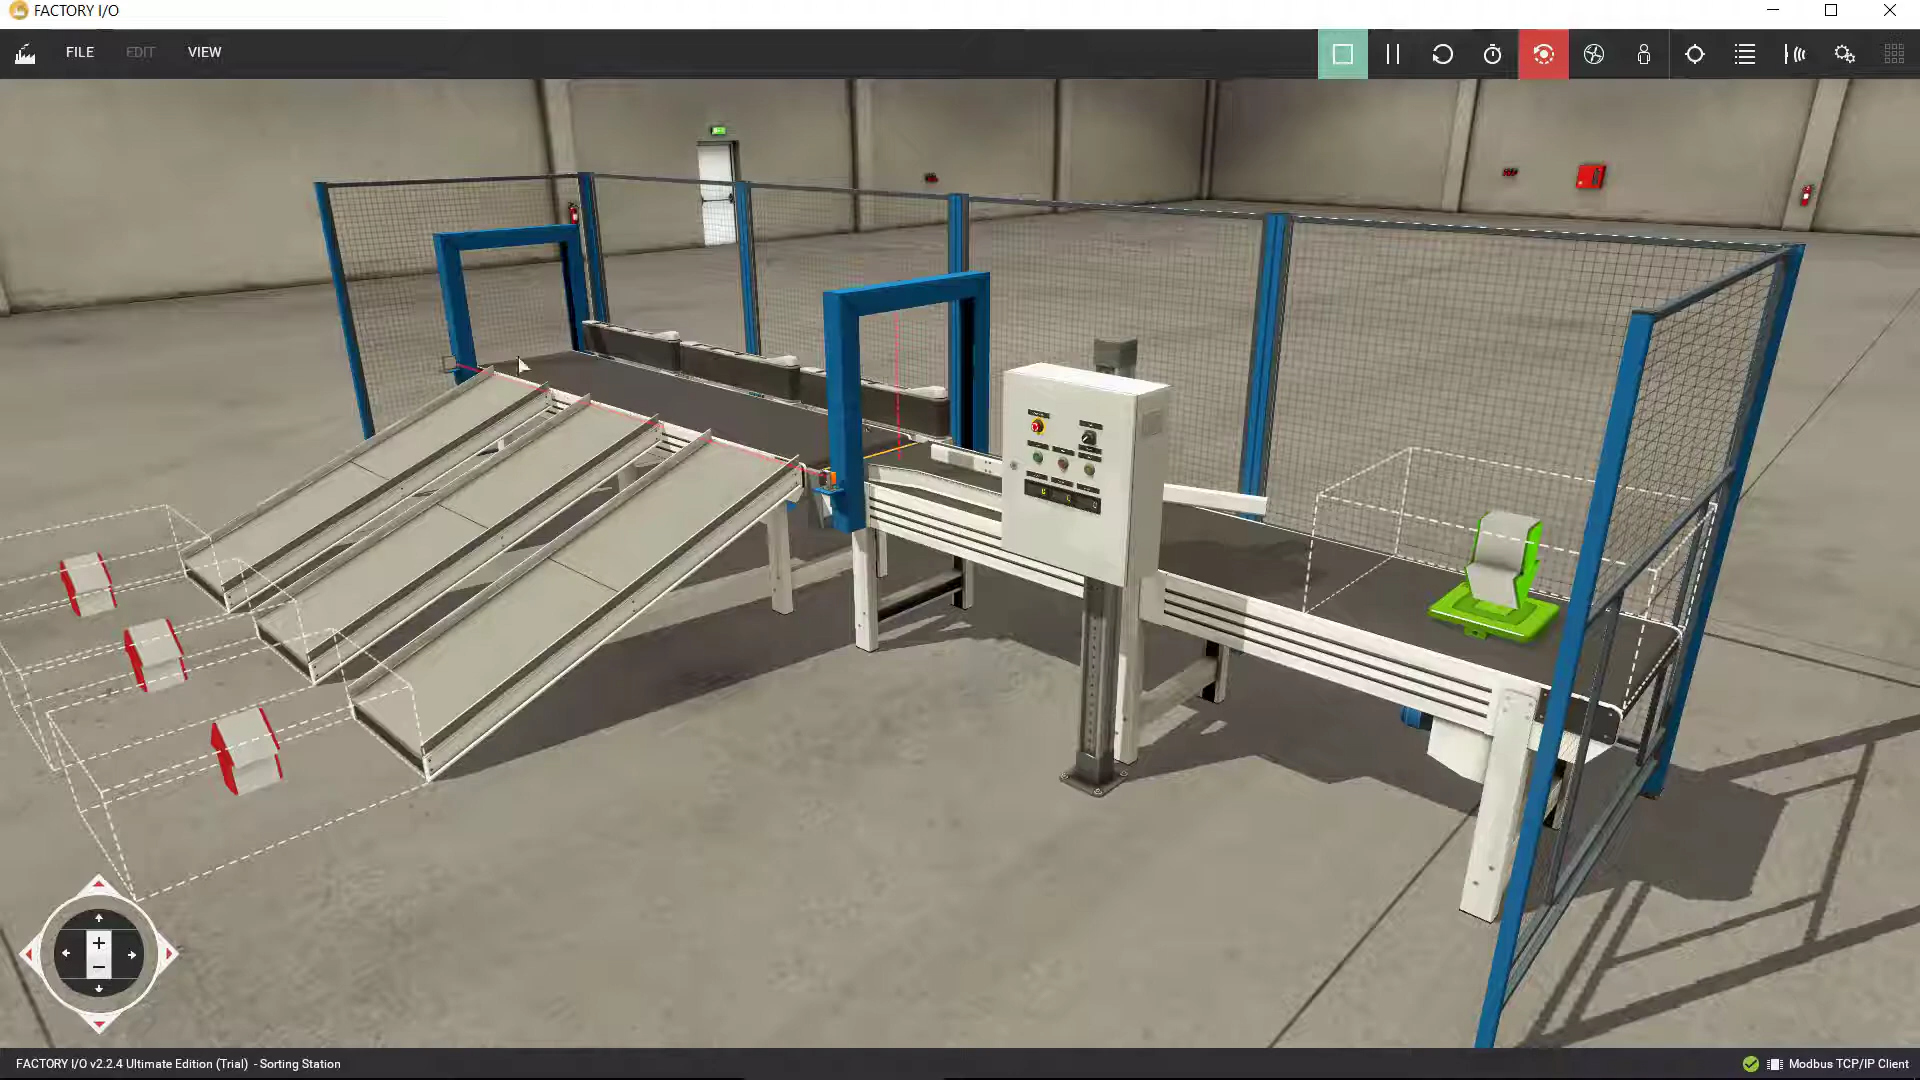 FACTORY I/O
FILE
EDIT
VIEW
FACTORY I/O v2.2.4 Ultimate Edition (Trial) - Sorting Station
Modbus TCP/IP Client